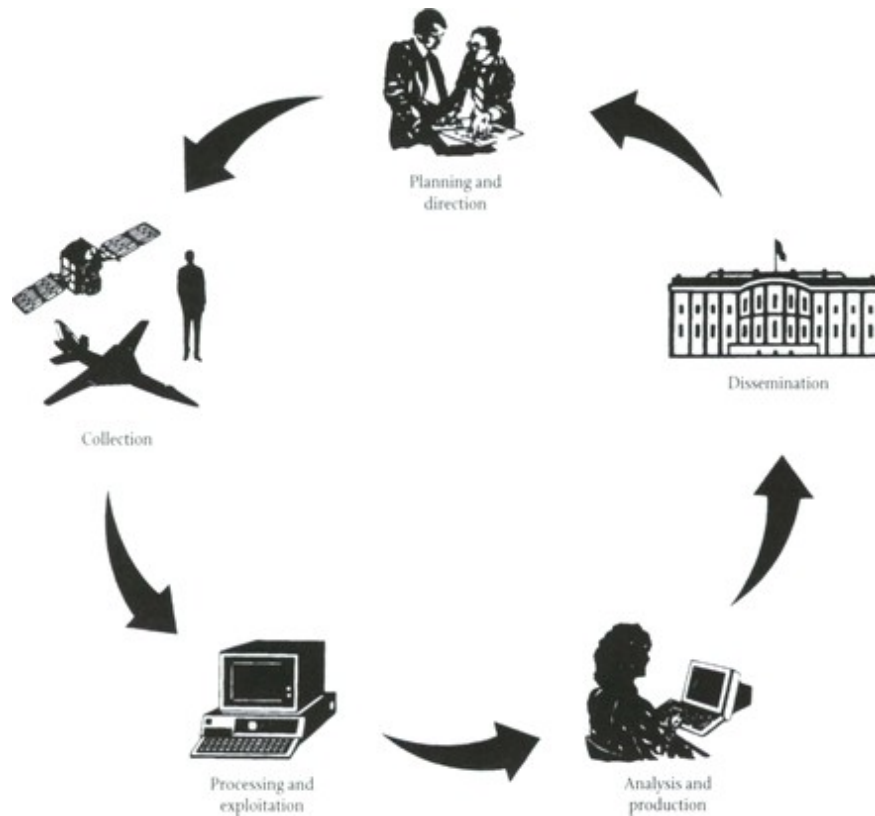 Planning and
direction
Collection
Processing and
exploitation
Analysis and
production
Dissemination